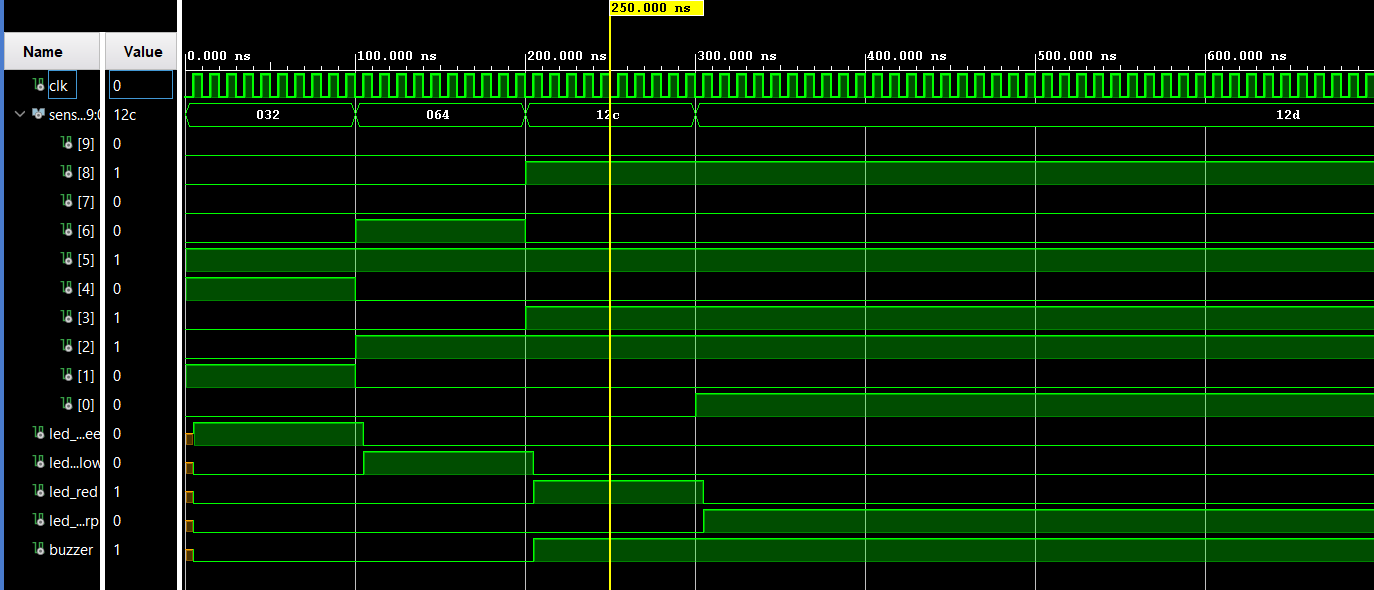 250.000 ns
Name Value
0.000 ns 100.000 ns 200.000 ns 300.000 ns 400.000 ns 500.000 ns 600.000 ns
clk 0
sens...9:0 12c 032 064 12c 12d
[9] 0
[8] 1
[7] 0
[6] 0
[5] 1
[4] 0
[3] 1
[2] 1
[1] 0
[0] 0
led_...ee 0
led...low 0
led_red 1
led_...rp 0
buzzer 1